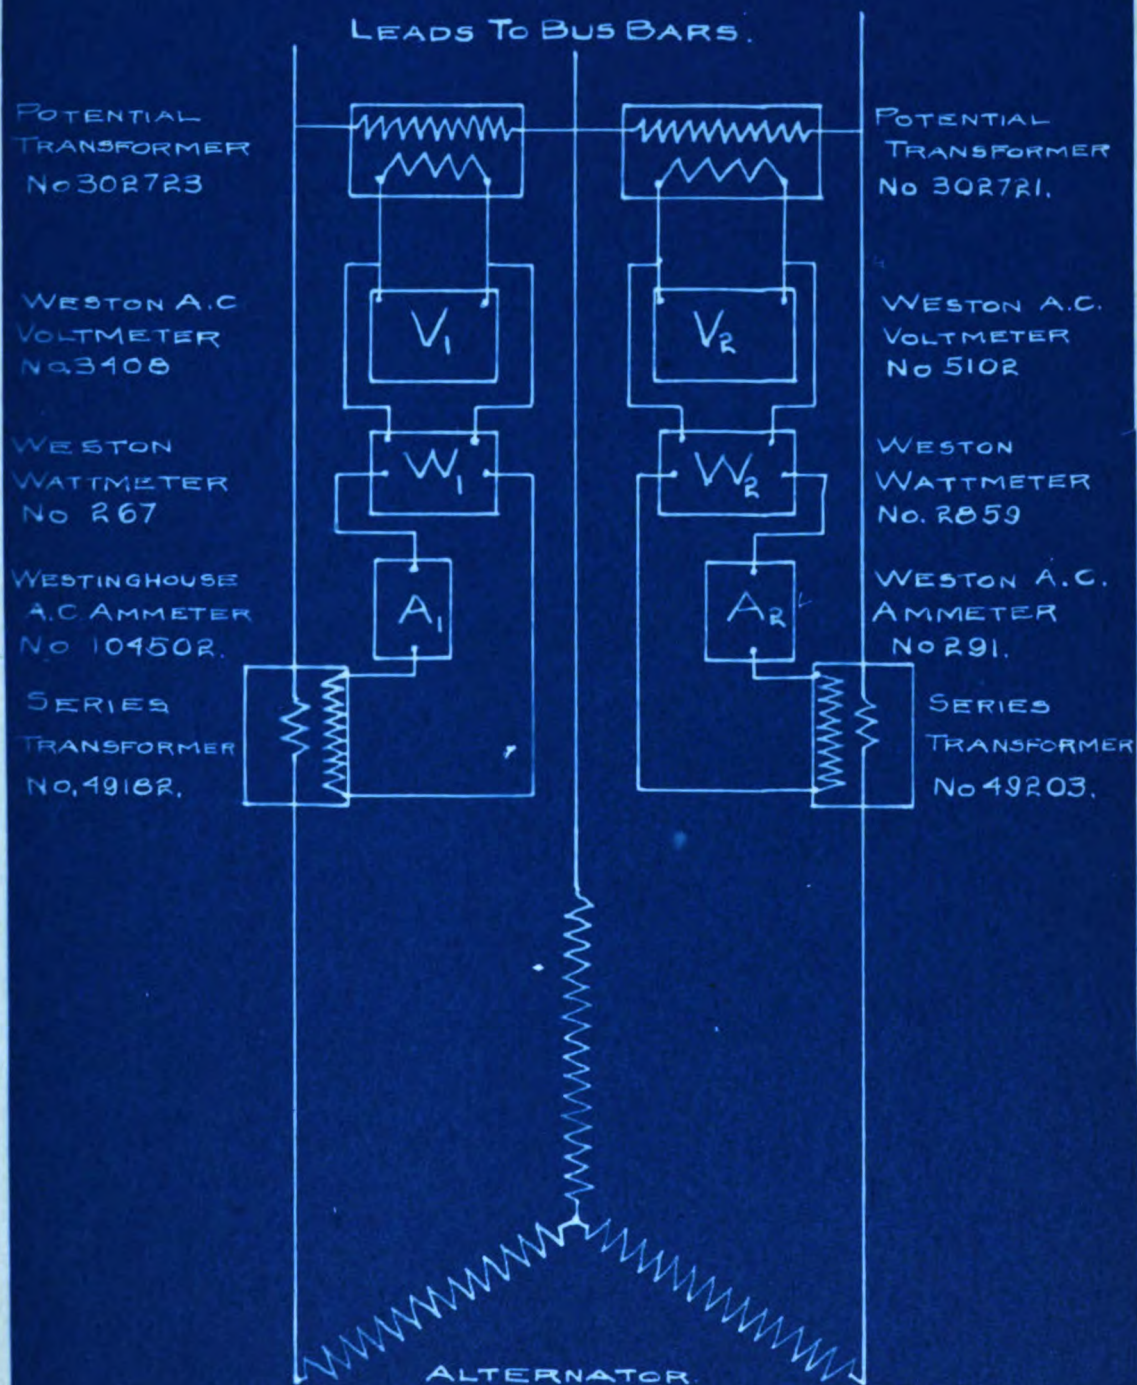 LEADS TO BUS BARS.
POTENTIAL
TRANSFORMER
No 302723
POTENTIAL
TRANSFORMER
No 302721.
WESTON A.C
VOLTMETER
No. 3408
V1
V2
WESTON A.C.
VOLTMETER
No 5102
WESTON
WATTMETER
No 267
W1
W2
WESTON
WATTMETER
No. 2859
WESTINGHOUSE
A.C. AMMETER
No 104502.
A1
A2
WESTON A.C.
AMMETER
No 291.
SERIES
TRANSFORMER
No. 49182.
SERIES
TRANSFORMER
No 49203.
ALTERNATOR.